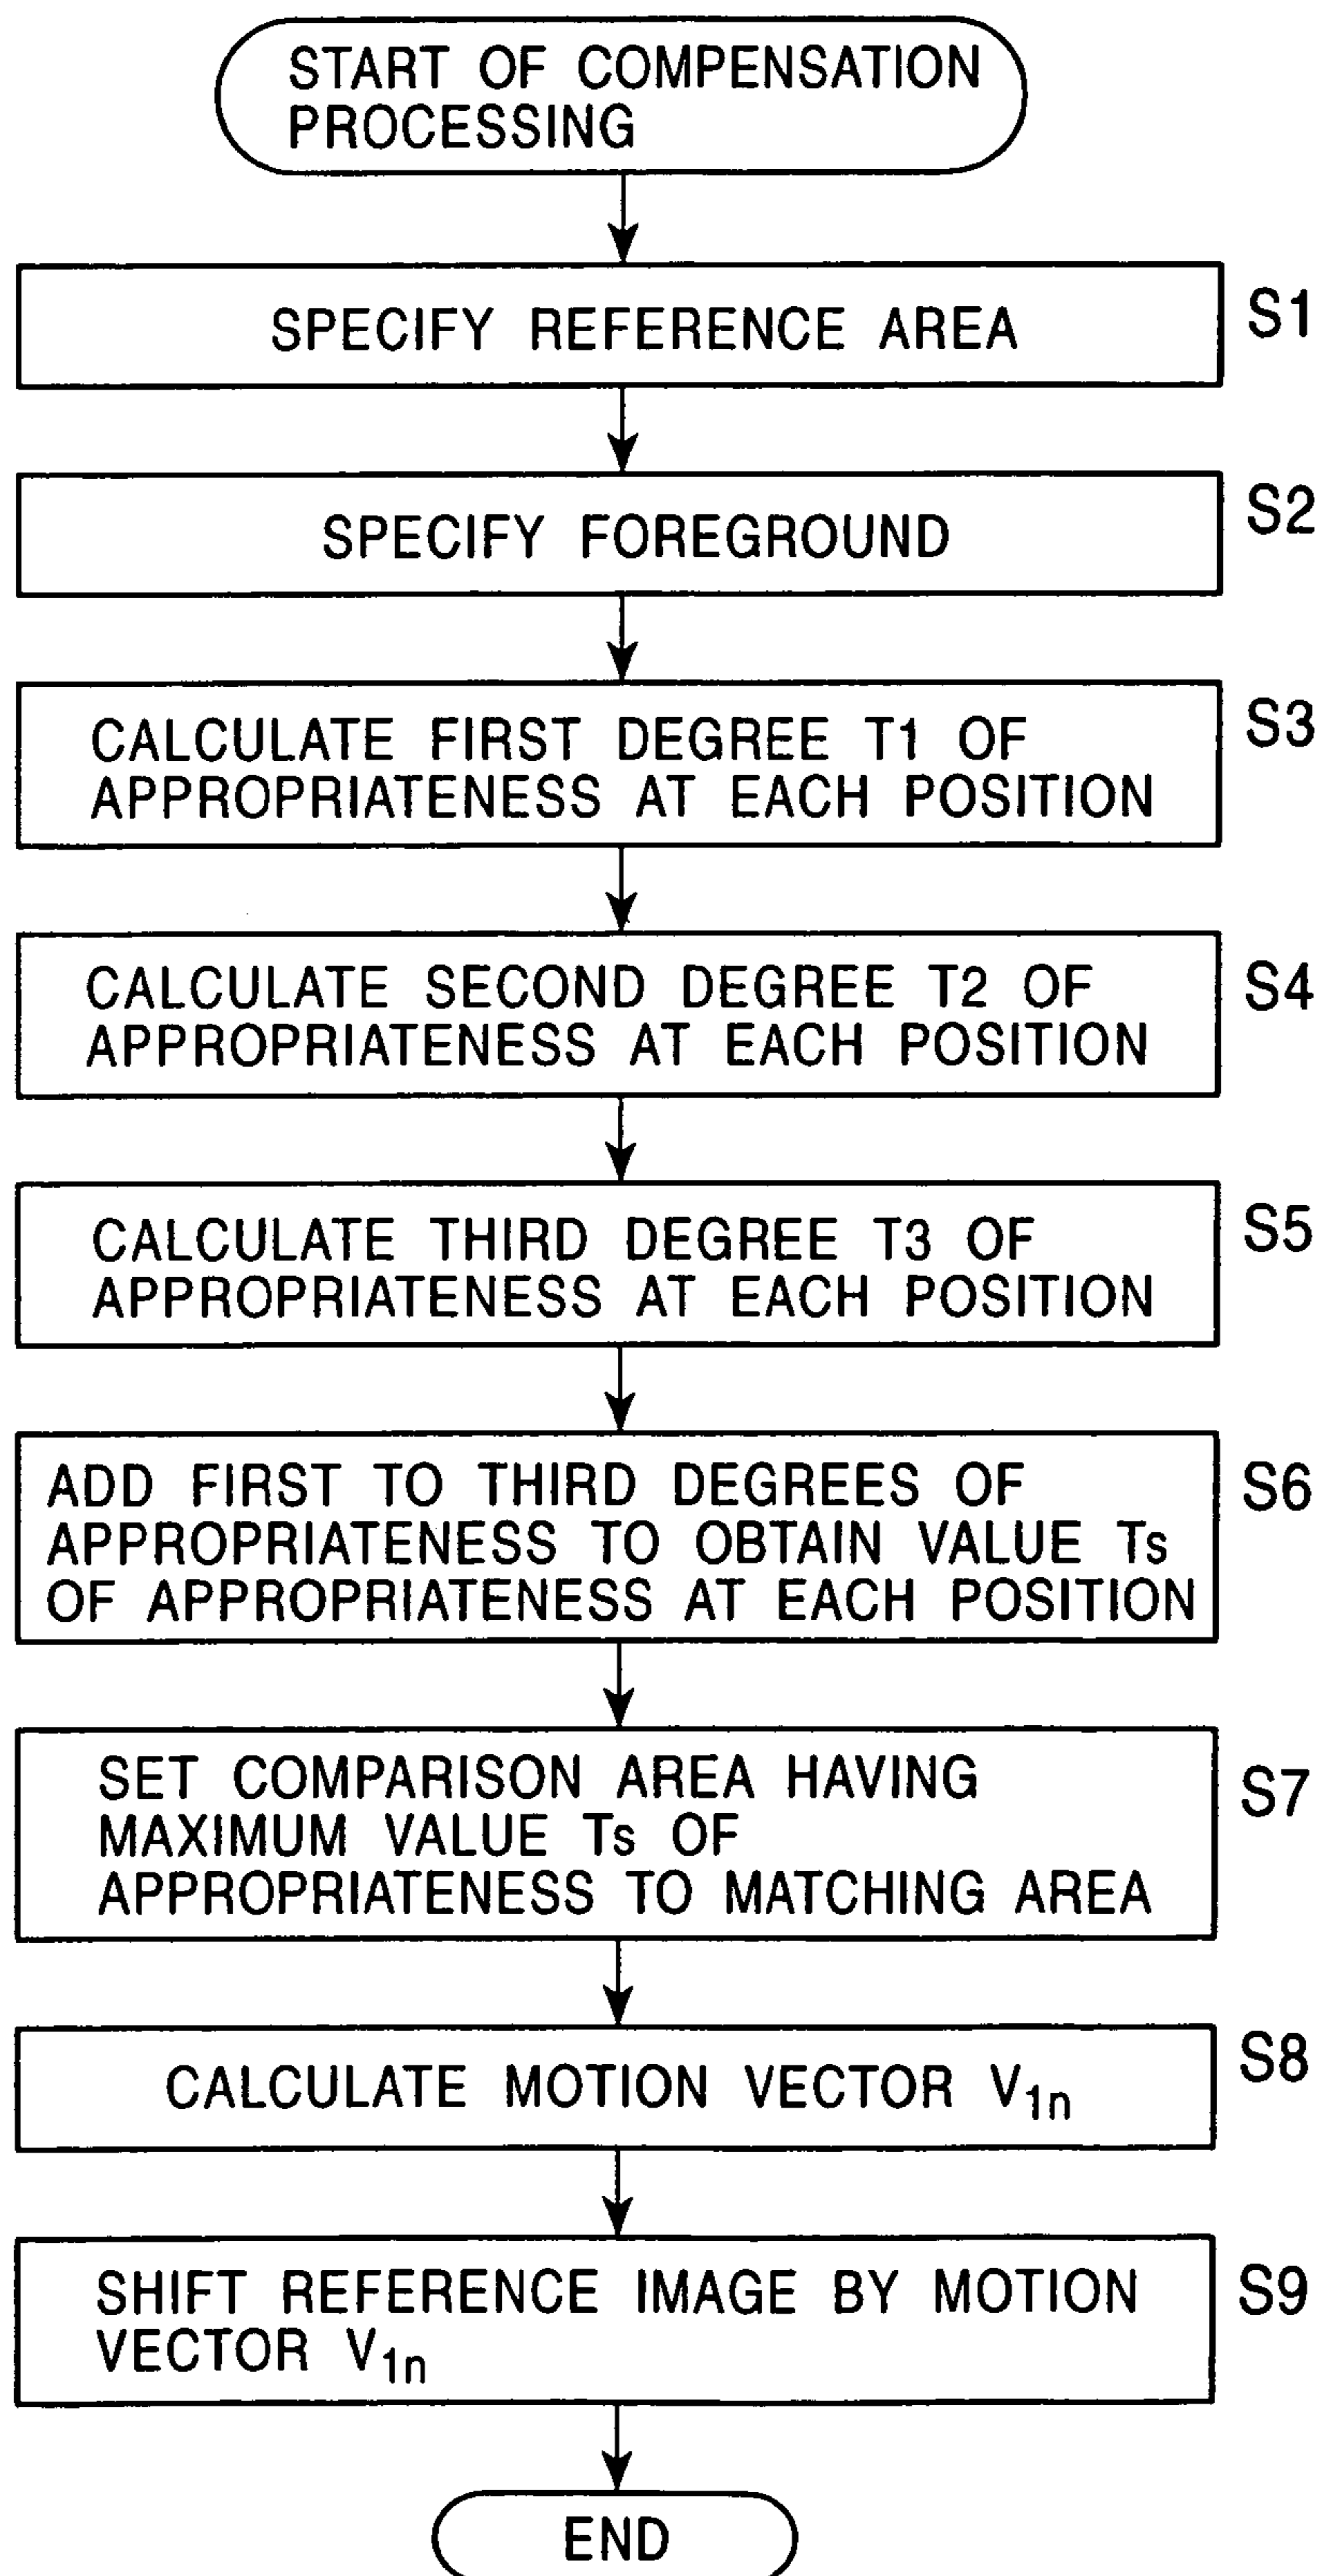 START OF COMPENSATION
PROCESSING
SPECIFY REFERENCE AREA
S1
SPECIFY FOREGROUND
S2
CALCULATE FIRST DEGREE T1 OF
APPROPRIATENESS AT EACH POSITION
S3
CALCULATE SECOND DEGREE T2 OF
APPROPRIATENESS AT EACH POSITION
S4
CALCULATE THIRD DEGREE T3 OF
APPROPRIATENESS AT EACH POSITION
S5
ADD FIRST TO THIRD DEGREES OF
APPROPRIATENESS TO OBTAIN VALUE Ts
OF APPROPRIATENESS AT EACH POSITION
S6
SET COMPARISON AREA HAVING
MAXIMUM VALUE Ts OF
APPROPRIATENESS TO MATCHING AREA
S7
CALCULATE MOTION VECTOR V1n
S8
SHIFT REFERENCE IMAGE BY MOTION
VECTOR V1n
S9
END